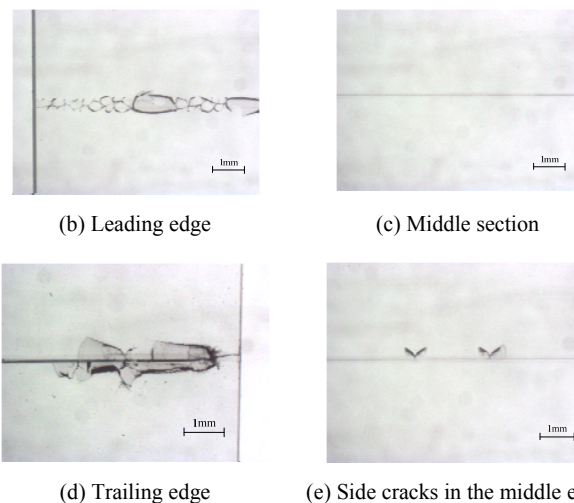 1mm
1mm
(b) Leading edge
(c) Middle section
1mm
1mm
(d) Trailing edge
(e) Side cracks in the middle e